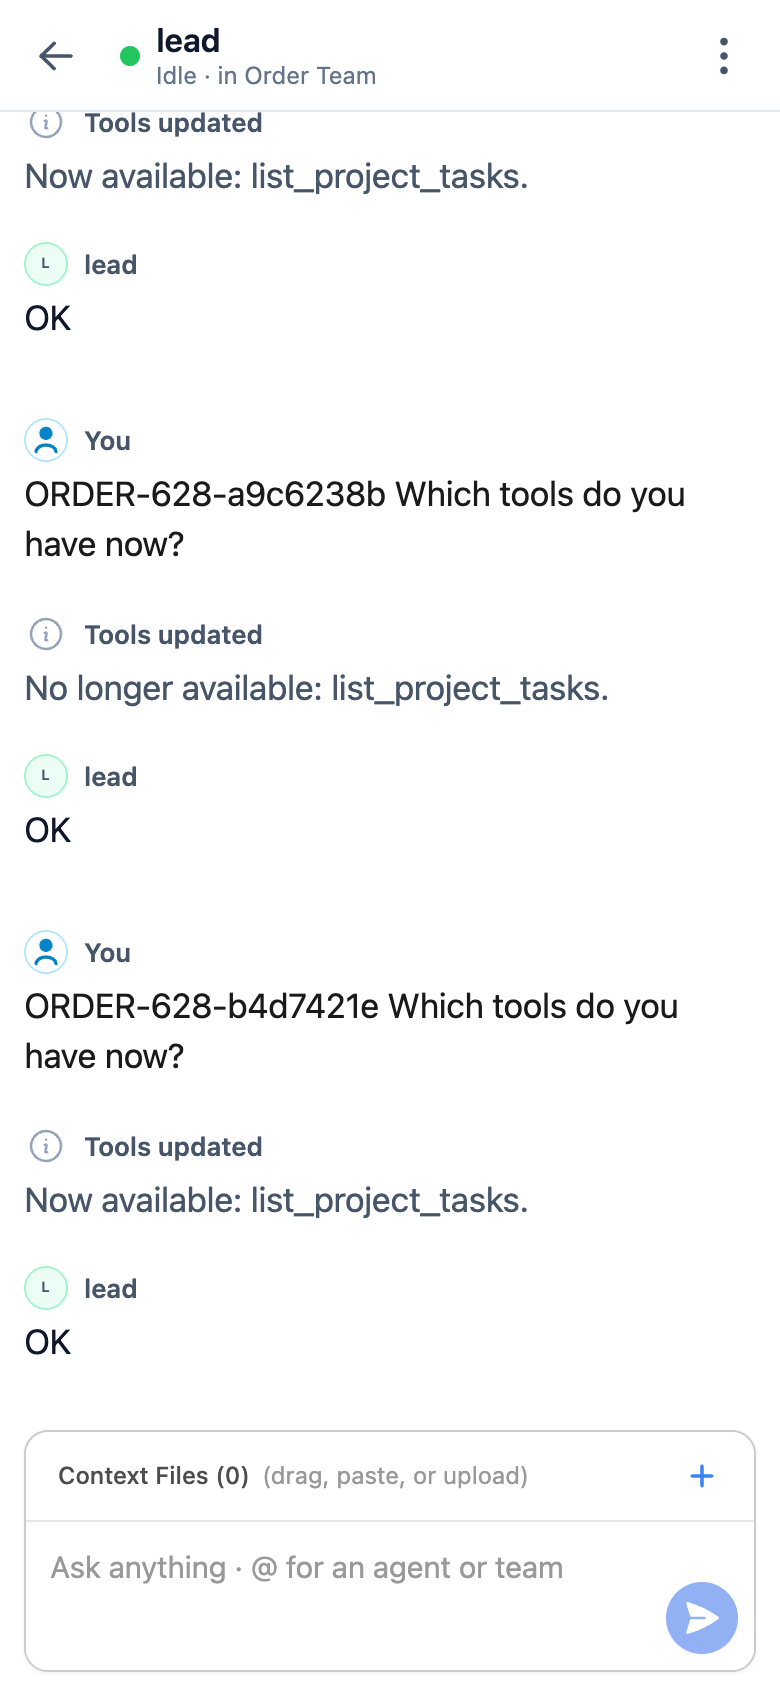 lead
Idle · in Order Team
Tools updated
Now available: list_project_tasks.
L lead
OK
You
ORDER-628-a9c6238b Which tools do you
have now?
Tools updated
No longer available: list_project_tasks.
L lead
OK
You
ORDER-628-b4d7421e Which tools do you
have now?
Tools updated
Now available: list_project_tasks.
L lead
OK
Context Files (0) (drag, paste, or upload)
Ask anything · @ for an agent or team